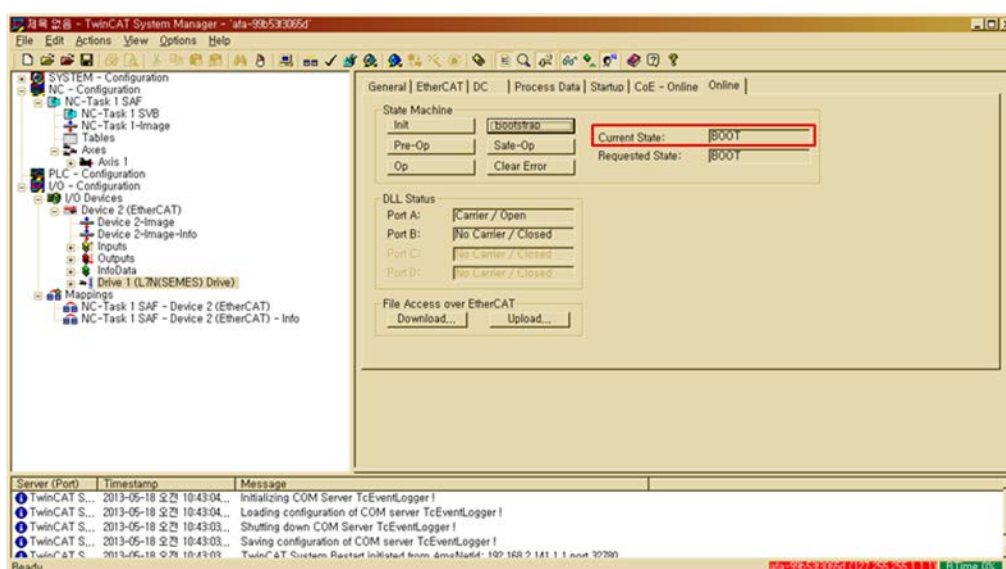 제목 없음 - TwinCAT System Manager - 'afa-99b53f3065d'
File Edit Actions View Options Help
SYSTEM - Configuration
NC - Configuration
NC-Task 1 SAF
NC-Task 1 SVB
NC-Task 1-Image
Tables
Axes
Axis 1
PLC - Configuration
I/O - Configuration
I/O Devices
Device 2 (EtherCAT)
Device 2-Image
Device 2-Image-Info
Inputs
Outputs
InfoData
Drive 1 (L7N(SEMES) Drive)
Mappings
NC-Task 1 SAF - Device 2 (EtherCAT)
NC-Task 1 SAF - Device 2 (EtherCAT) - Info
General EtherCAT DC Process Data Startup CoE - Online Online
State Machine
Init bootstrap
Pre-Op Safe-Op
Op Clear Error
Current State: BOOT
Requested State: BOOT
DLL Status
Port A: Carrier / Open
Port B: No Carrier / Closed
Port C: No Carrier / Closed
Port D: No Carrier / Closed
File Access over EtherCAT
Download... Upload...
Server (Port) Timestamp Message
TwinCAT S... 2013-05-18 오전 10:43:04... Initializing COM Server TcEventLogger !
TwinCAT S... 2013-05-18 오전 10:43:04... Loading configuration of COM server TcEventLogger !
TwinCAT S... 2013-05-18 오전 10:43:03... Shutting down COM Server TcEventLogger !
TwinCAT S... 2013-05-18 오전 10:43:03... Saving configuration of COM server TcEventLogger !
TwinCAT S... 2013-05-18 오전 10:43:03... TwinCAT System Restart initiated from AmsNetId: 192.168.2.141.1.1 port 32780
Ready